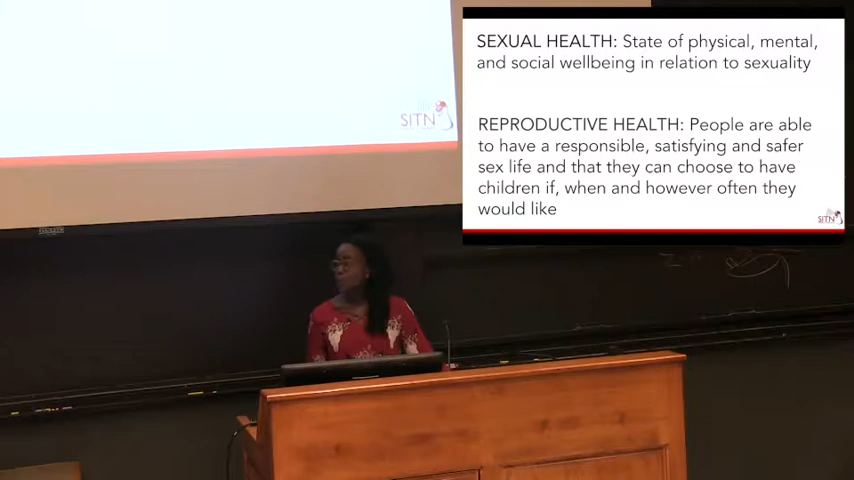 SITN
SEXUAL HEALTH: State of physical, mental,
and social wellbeing in relation to sexuality
REPRODUCTIVE HEALTH: People are able
to have a responsible, satisfying and safer
sex life and that they can choose to have
children if, when and however often they
would like
SITN